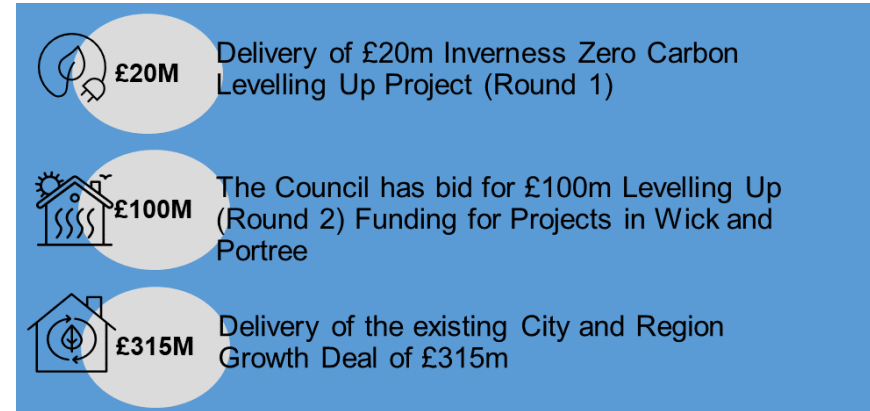 £20M
Delivery of £20m Inverness Zero Carbon
Levelling Up Project (Round 1)
£100M
The Council has bid for £100m Levelling Up
(Round 2) Funding for Projects in Wick and
Portree
£315M
Delivery of the existing City and Region
Growth Deal of £315m